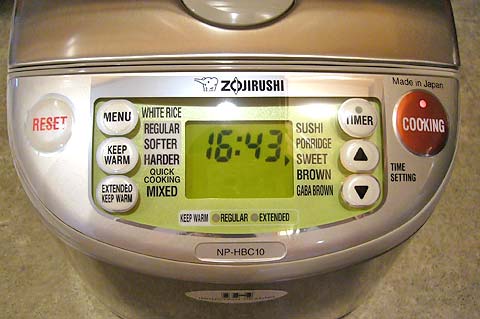 ZOJIRUSHI
Made in Japan
RESET
MENU
KEEP
WARM
EXTENDED
KEEP WARM
WHITE RICE
REGULAR
SOFTER
HARDER
QUICK
COOKING
MIXED
16:43
SUSHI
PORRIDGE
SWEET
BROWN
GABA BROWN
TIMER
COOKING
TIME
SETTING
KEEP WARM REGULAR EXTENDED
NP-HBC10